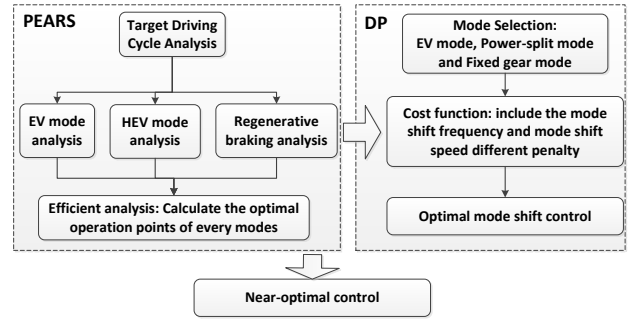 PEARS
Target Driving
Cycle Analysis
EV mode
analysis
HEV mode
analysis
Regenerative
braking analysis
Efficient analysis: Calculate the optimal
operation points of every modes
DP
Mode Selection:
EV mode, Power-split mode
and Fixed gear mode
Cost function: include the mode
shift frequency and mode shift
speed different penalty
Optimal mode shift control
Near-optimal control